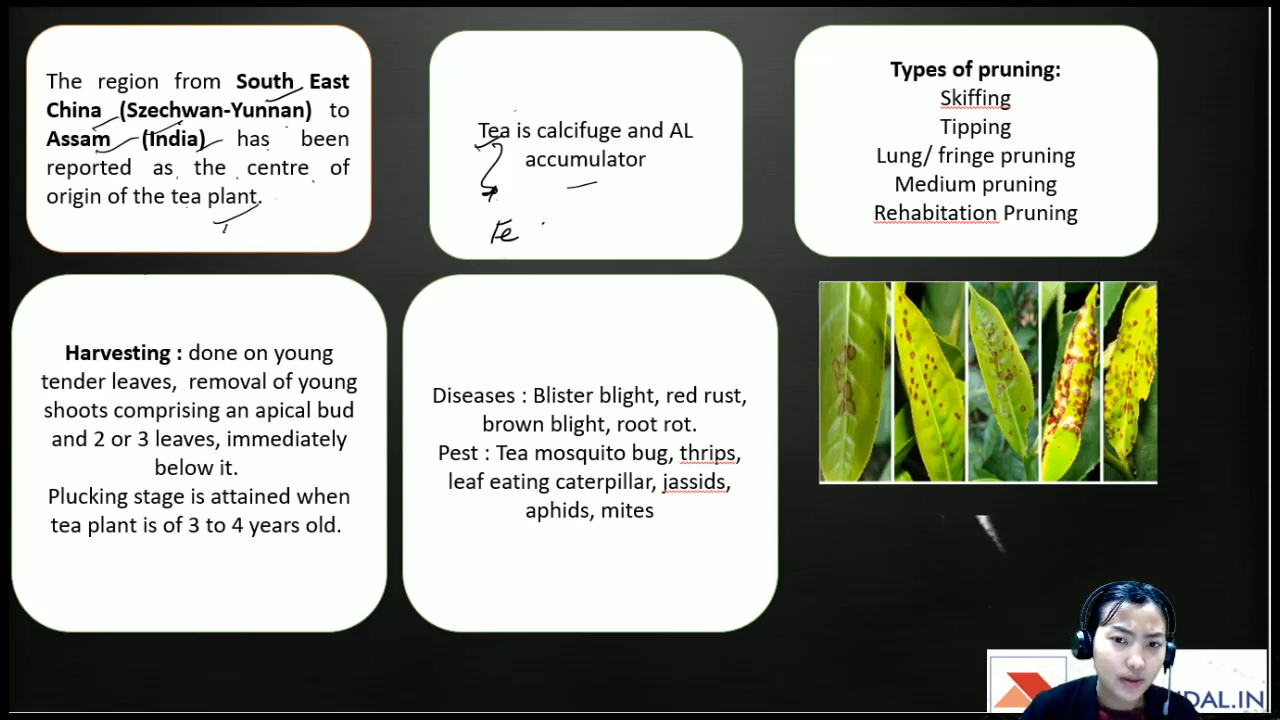 The region from South East
China (Szechwan-Yunnan) to
Assam (India) has been
reported as the centre of
origin of the tea plant.
Tea is calcifuge and AL
accumulator
Fe
Types of pruning:
Skiffing
Tipping
Lung/ fringe pruning
Medium pruning
Rehabitation Pruning
Harvesting : done on young
tender leaves, removal of young
shoots comprising an apical bud
and 2 or 3 leaves, immediately
below it.
Plucking stage is attained when
tea plant is of 3 to 4 years old.
Diseases : Blister blight, red rust,
brown blight, root rot.
Pest : Tea mosquito bug, thrips,
leaf eating caterpillar, jassids,
aphids, mites
DAL.IN